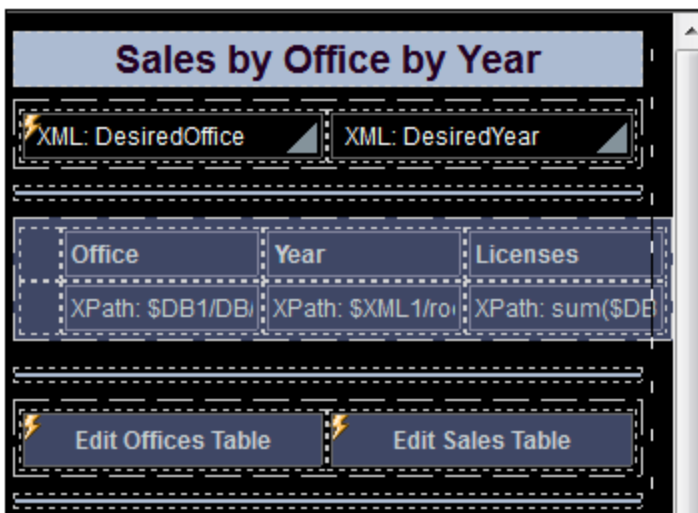 Sales by Office by Year
XML: DesiredOffice XML: DesiredYear
Office Year Licenses
XPath: $DB1/DB/ XPath: $XML1/ro XPath: sum($DB
Edit Offices Table Edit Sales Table